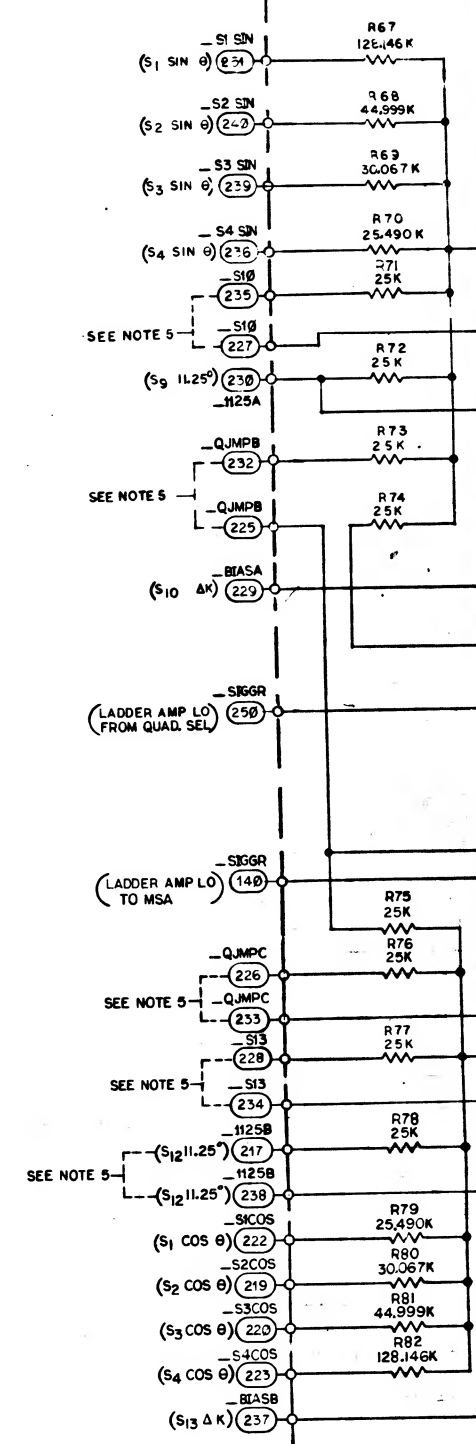 _S1 SIN
R67
128.146K
(S1 SIN θ) 231
_S2 SIN
R68
44.999K
(S2 SIN θ) 240
_S3 SIN
R69
30.067K
(S3 SIN θ) 239
_S4 SIN
R70
25.490K
(S4 SIN θ) 236
_S10
R71
25K
235
SEE NOTE 5
_S10
227
R72
25K
(S9 11.25°) 230
_1125A
_QJMPB
R73
25K
232
SEE NOTE 5
_QJMPB
R74
25K
225
_BIASA
(S10 ΔK) 229
_SIGGR
(LADDER AMP LO
FROM QUAD. SEL) 250
_SIGGR
(LADDER AMP LO
TO MSA) 140
R75
25K
_QJMPC
R76
25K
226
SEE NOTE 5
_QJMPC
233
_S13
R77
25K
228
SEE NOTE 5
_S13
234
_1125B
R78
25K
(S12 11.25°) 217
SEE NOTE 5
_1125B
(S12 11.25°) 238
_S1COS
R79
25.490K
(S1 COS θ) 222
_S2COS
R80
30.067K
(S2 COS θ) 219
_S3COS
R81
44.999K
(S3 COS θ) 220
_S4COS
R82
128.146K
(S4 COS θ) 223
_BIASB
(S13 ΔK) 237